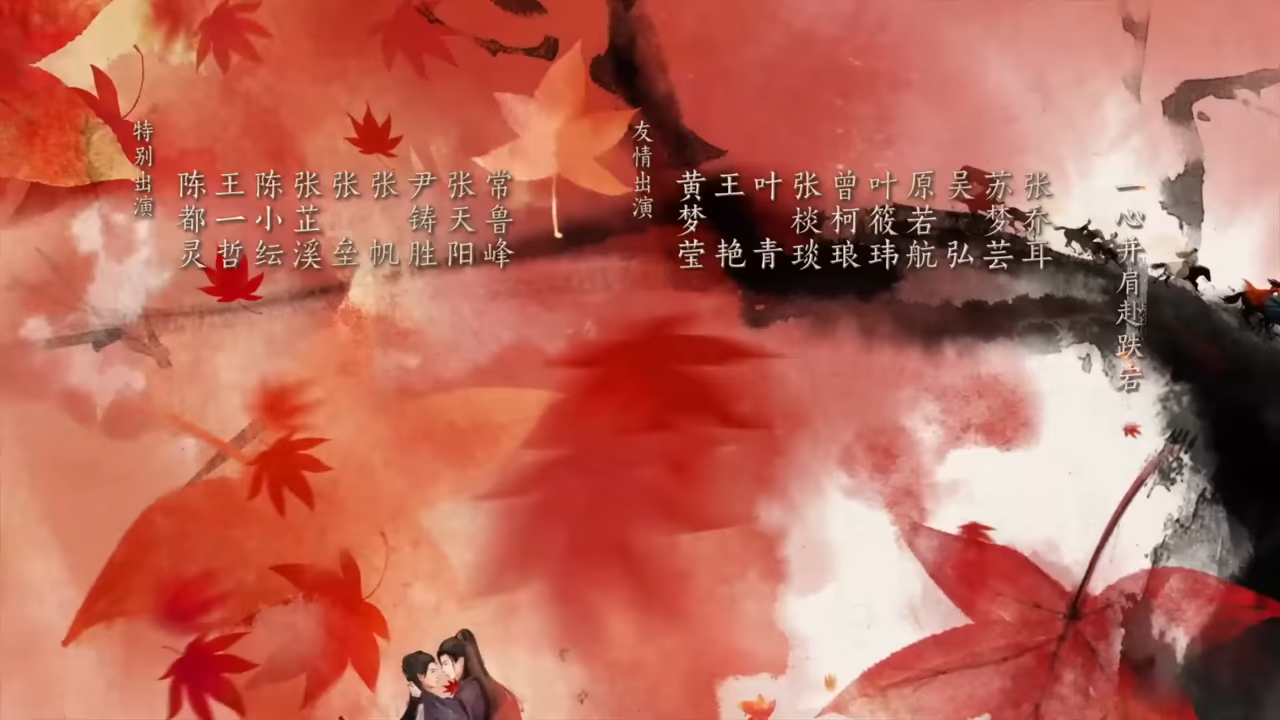 特别出演
陈都灵
王一哲
陈小纭
张芷溪
张垒
张帆
尹铸胜
张天阳
常鲁峰
友情出演
黄梦莹
王艳
叶青
张棪琰
曾柯琅
叶筱玮
原若航
吴弘
苏梦芸
张乔耳
一心并肩赴跌宕